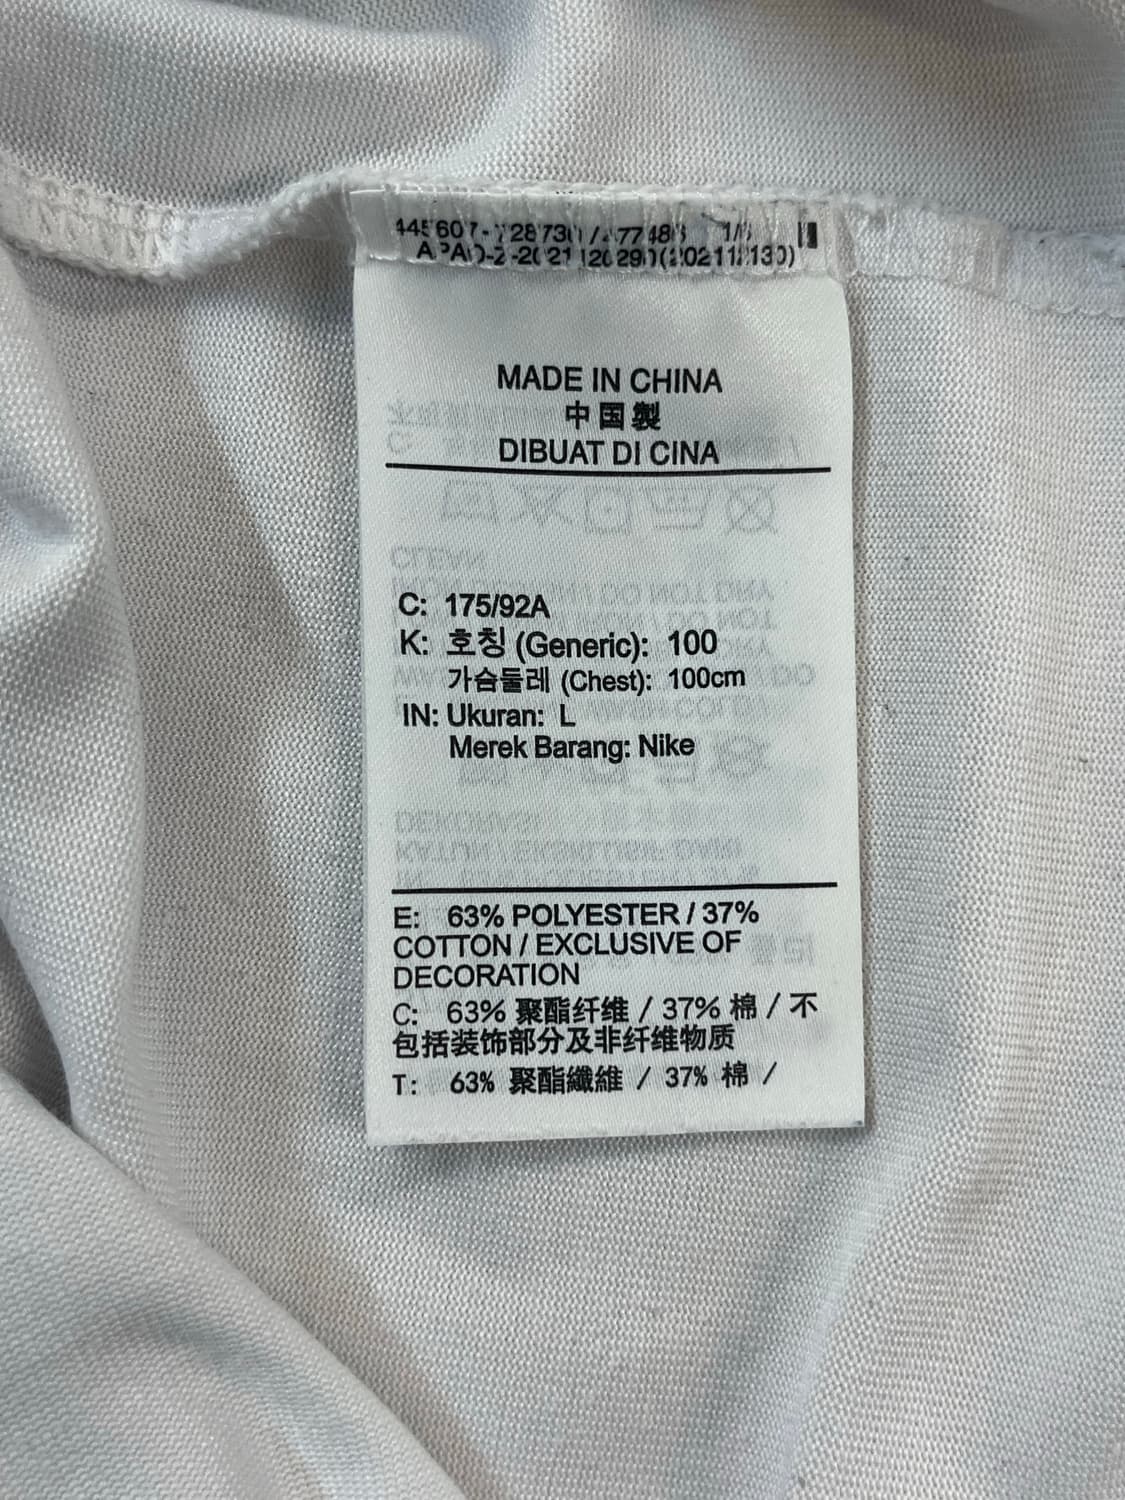 MADE IN CHINA
中国製
DIBUAT DI CINA
C: 175/92A
K: 호칭 (Generic): 100
가슴둘레 (Chest): 100cm
IN: Ukuran: L
Merek Barang: Nike
E: 63% POLYESTER / 37%
COTTON / EXCLUSIVE OF
DECORATION
C: 63% 聚酯纤维 / 37% 棉 / 不
包括装饰部分及非纤维物质
T: 63% 聚酯纖維 / 37% 棉 /